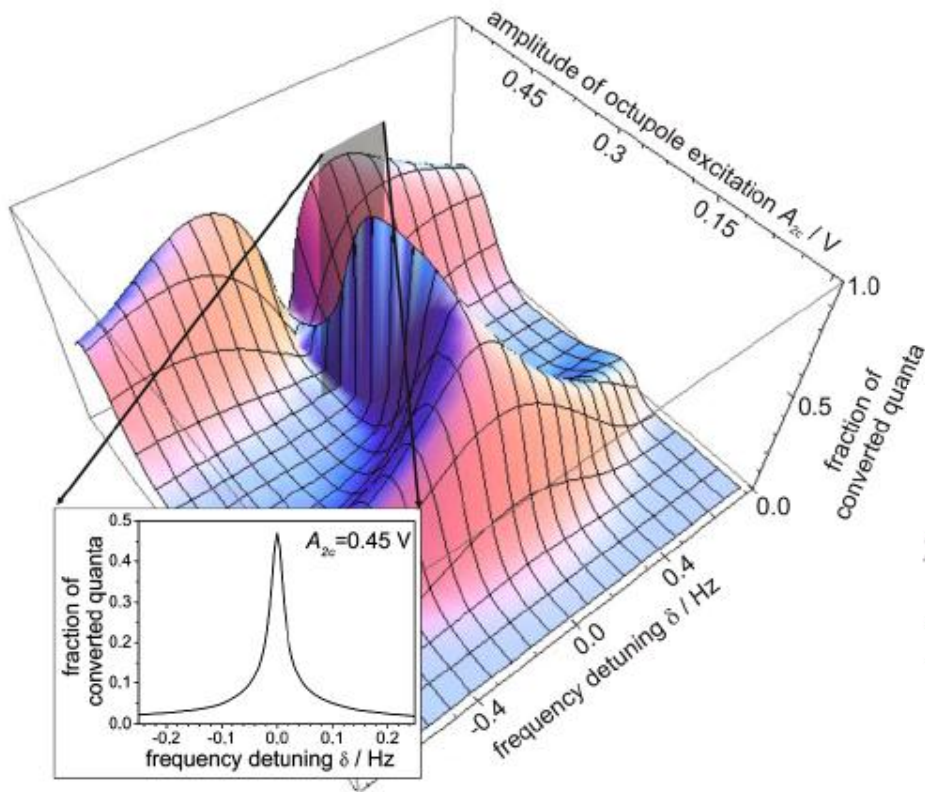 amplitude of octupole excitation A2c / V
0.45
0.3
0.15
1.0
0.5
0.0
fraction of
converted quanta
0.4
0.0
-0.4
frequency detuning δ / Hz
A2c=0.45 V
fraction of
converted quanta
0.5
0.4
0.3
0.2
0.1
0.0
-0.2 -0.1 0.0 0.1 0.2
frequency detuning δ / Hz